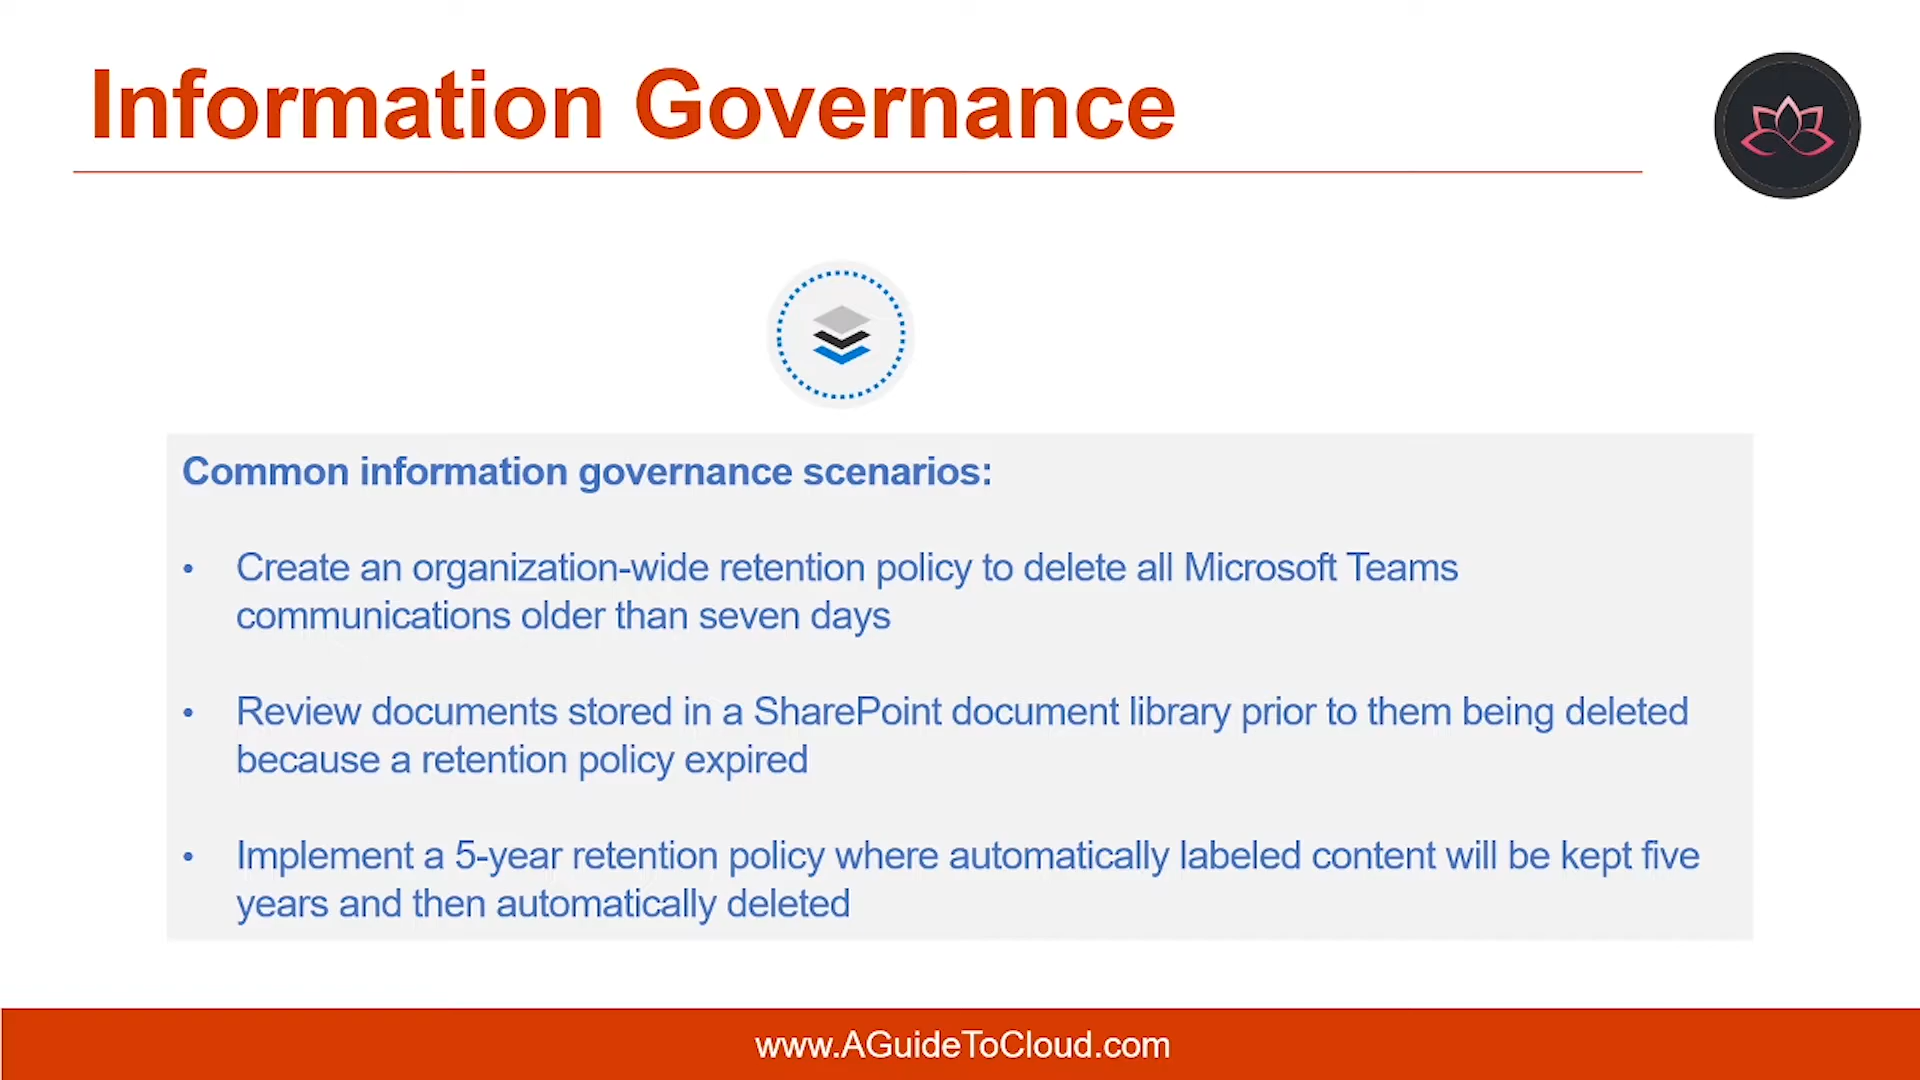 Information Governance
Common information governance scenarios:
• Create an organization-wide retention policy to delete all Microsoft Teams
communications older than seven days
• Review documents stored in a SharePoint document library prior to them being deleted
because a retention policy expired
• Implement a 5-year retention policy where automatically labeled content will be kept five
years and then automatically deleted
www.AGuideToCloud.com